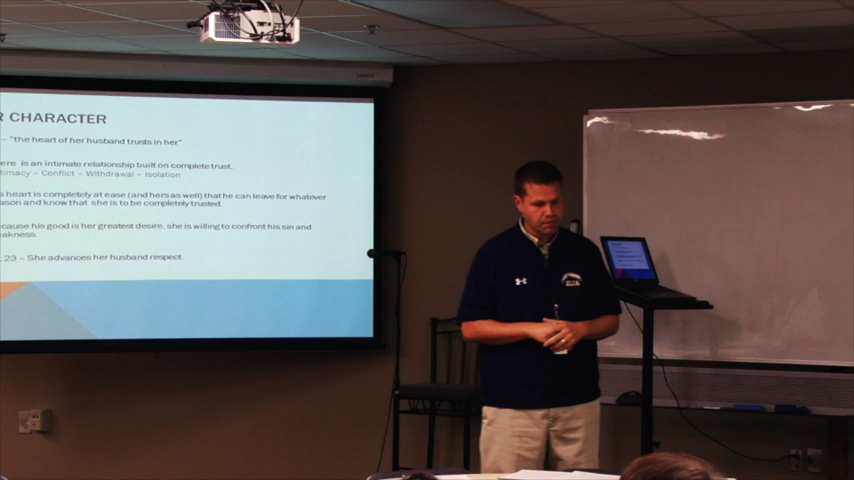 R CHARACTER
– "the heart of her husband trusts in her"
ere is an intimate relationship built on complete trust.
timacy – Conflict – Withdrawal – Isolation
s heart is completely at ease (and hers as well) that he can leave for whatever
ason and know that she is to be completely trusted.
cause his good is her greatest desire, she is willing to confront his sin and
eakness.
:23 – She advances her husband respect